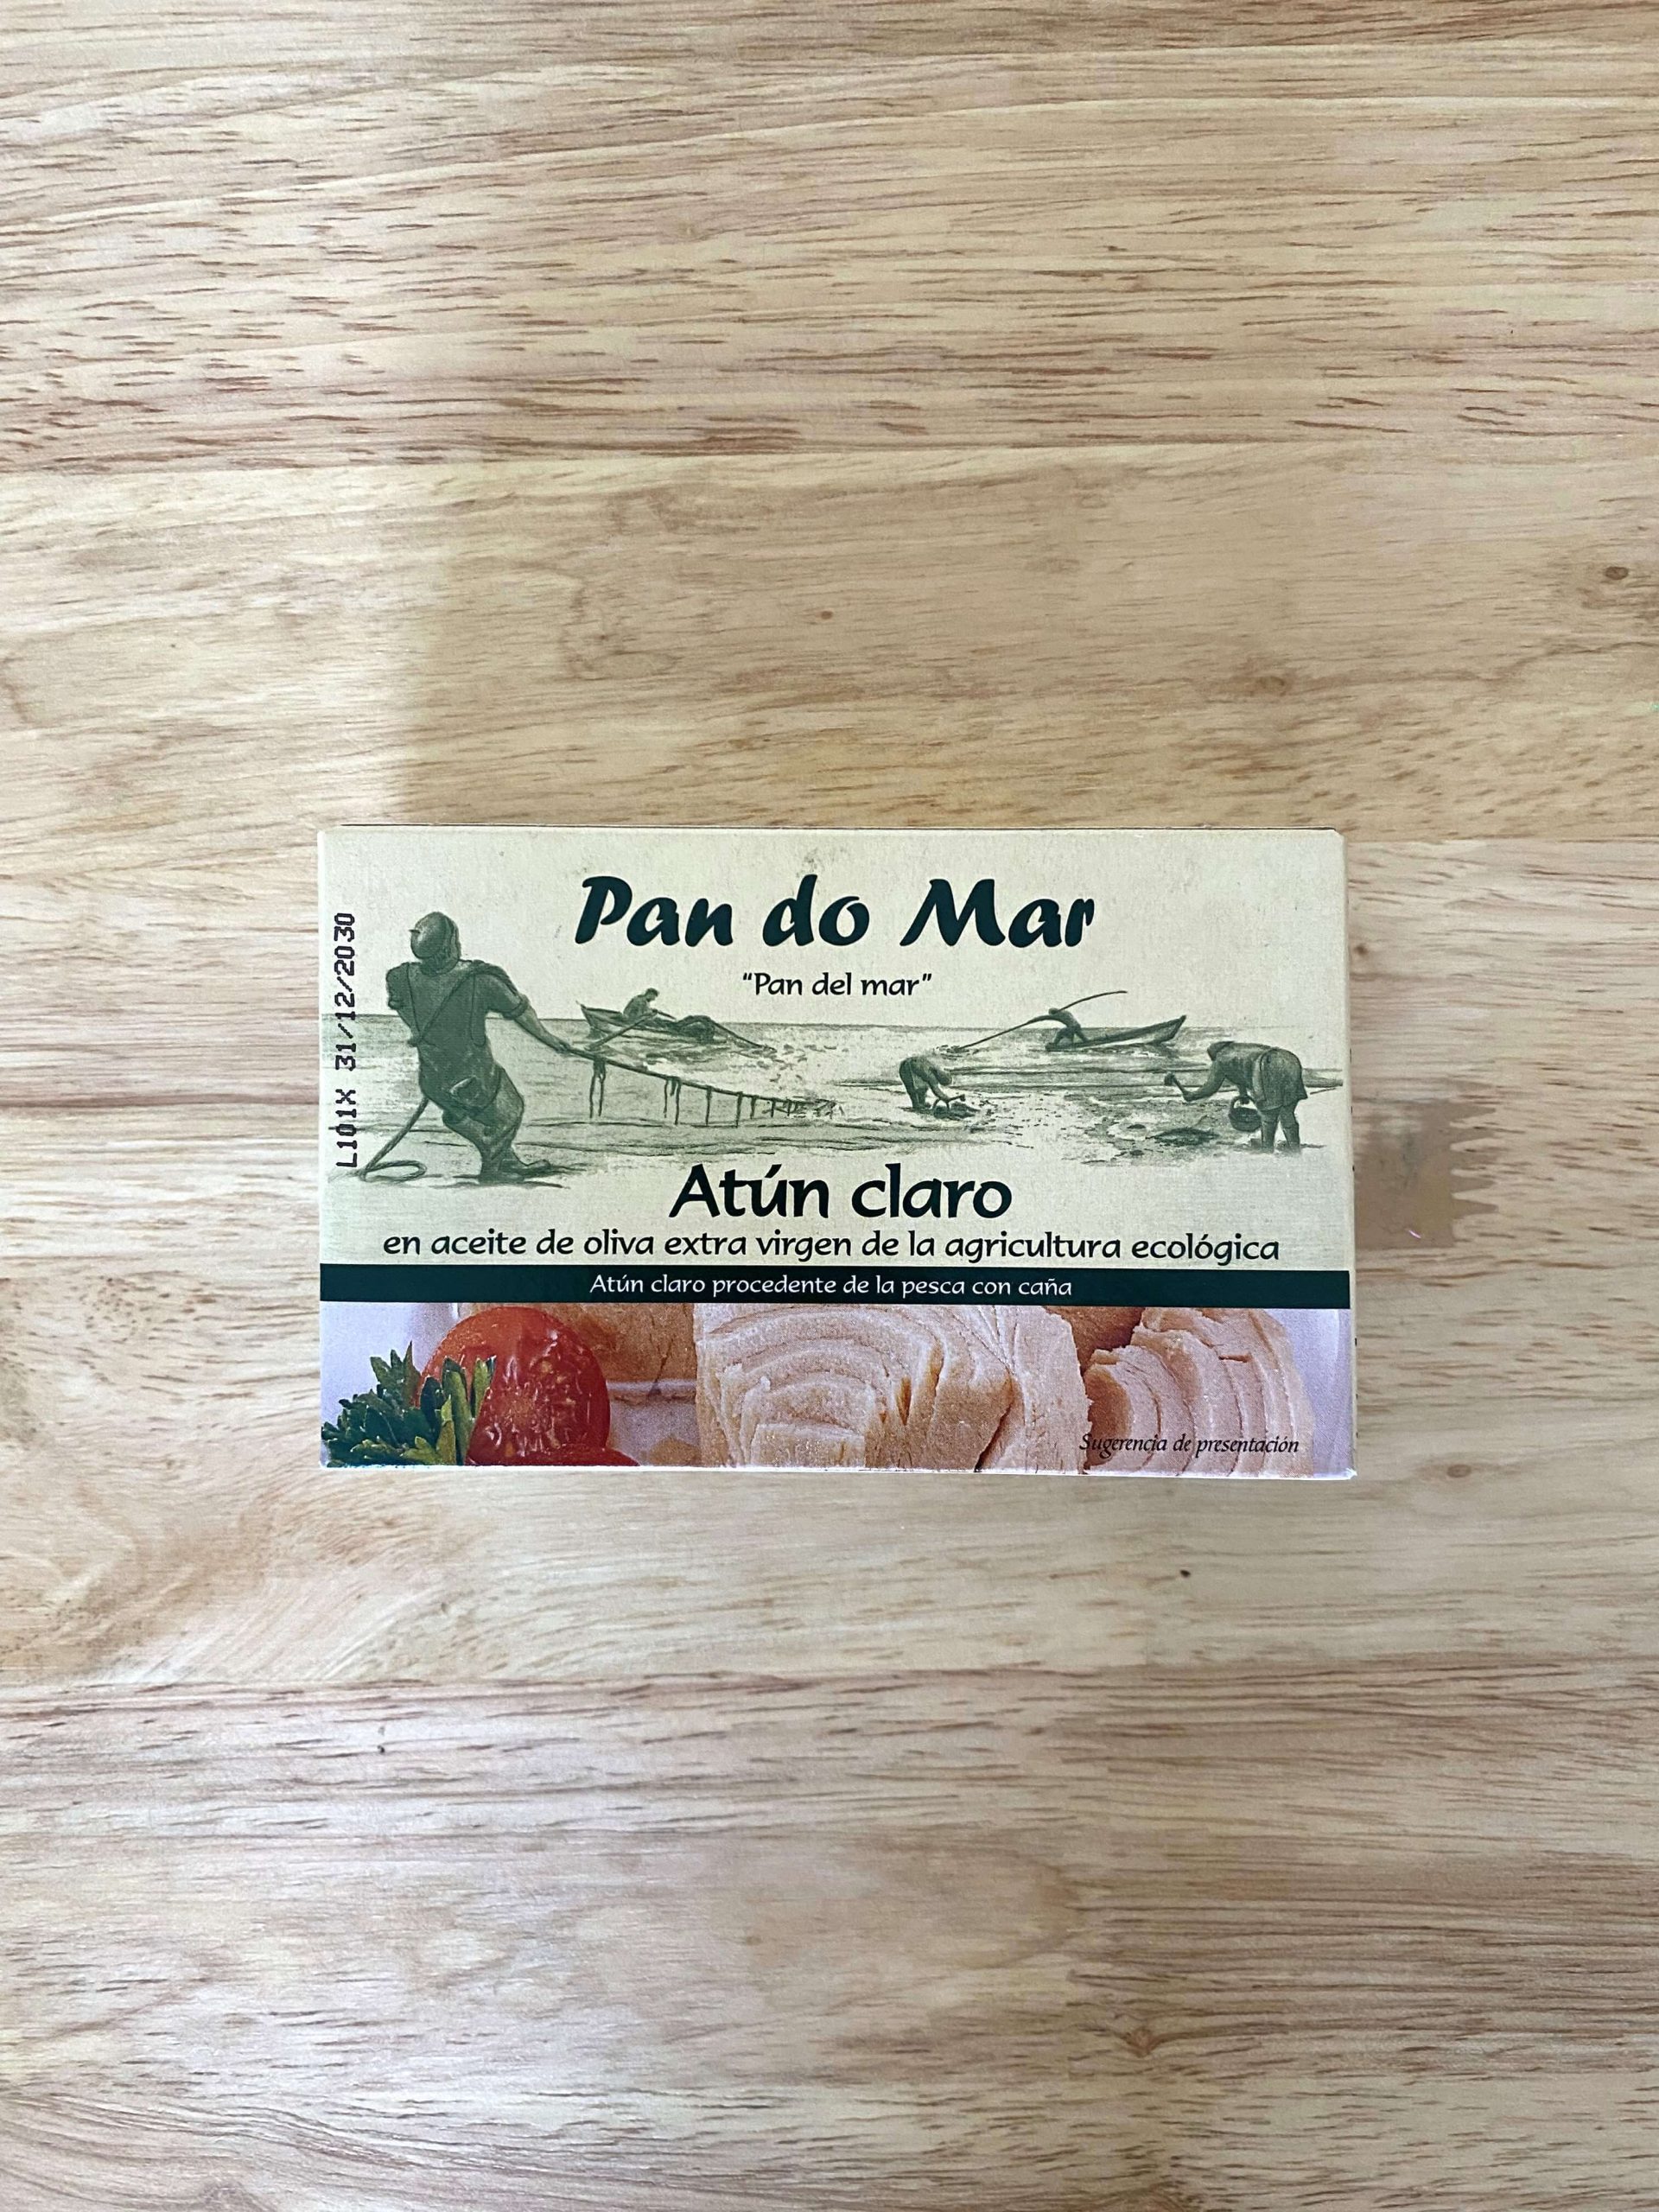 Pan do Mar
“Pan del mar”
L101X 31/12/2030
Atún claro
en aceite de oliva extra virgen de la agricultura ecológica
Atún claro procedente de la pesca con caña
Sugerencia de presentación